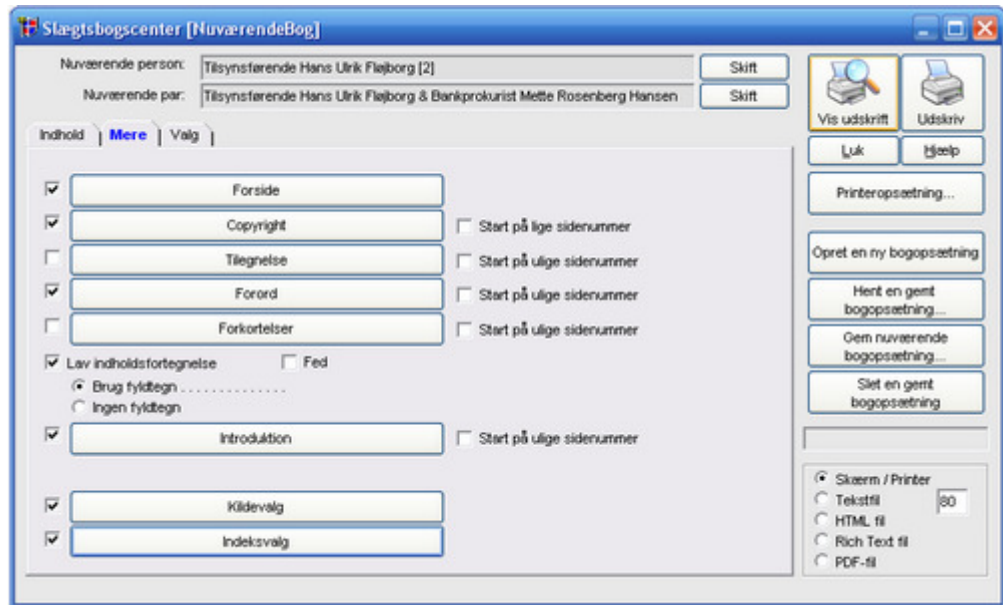 Slægtsbogscenter [NuværendeBog]
Nuværende person: Tilsynsførende Hans Ulrik Fløjborg [2] Skift
Nuværende par: Tilsynsførende Hans Ulrik Fløjborg & Bankprokurist Mette Rosenberg Hansen Skift
Indhold Mere Valg
Forside
Copyright Start på lige sidenummer
Tilegnelse Start på ulige sidenummer
Forord Start på ulige sidenummer
Forkortelser Start på ulige sidenummer
Lav indholdsfortegnelse Fed
Brug fyldtegn . . . . . . . . . . . . . .
Ingen fyldtegn
Introduktion Start på ulige sidenummer
Kildevalg
Indeksvalg
Vis udskrift Udskriv
Luk Hjælp
Printeropsætning...
Opret en ny bogopsætning
Hent en gemt
bogopsætning...
Gem nuværende
bogopsætning...
Slet en gemt
bogopsætning
Skærm / Printer
Tekstfil 80
HTML fil
Rich Text fil
PDF-fil